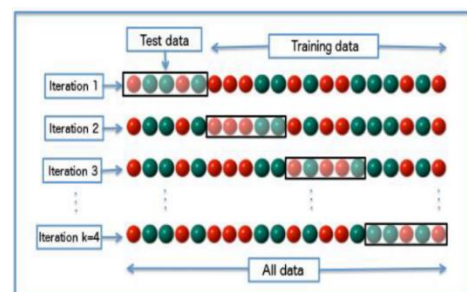 Test data
Training data
Iteration 1
Iteration 2
Iteration 3
Iteration k=4
All data